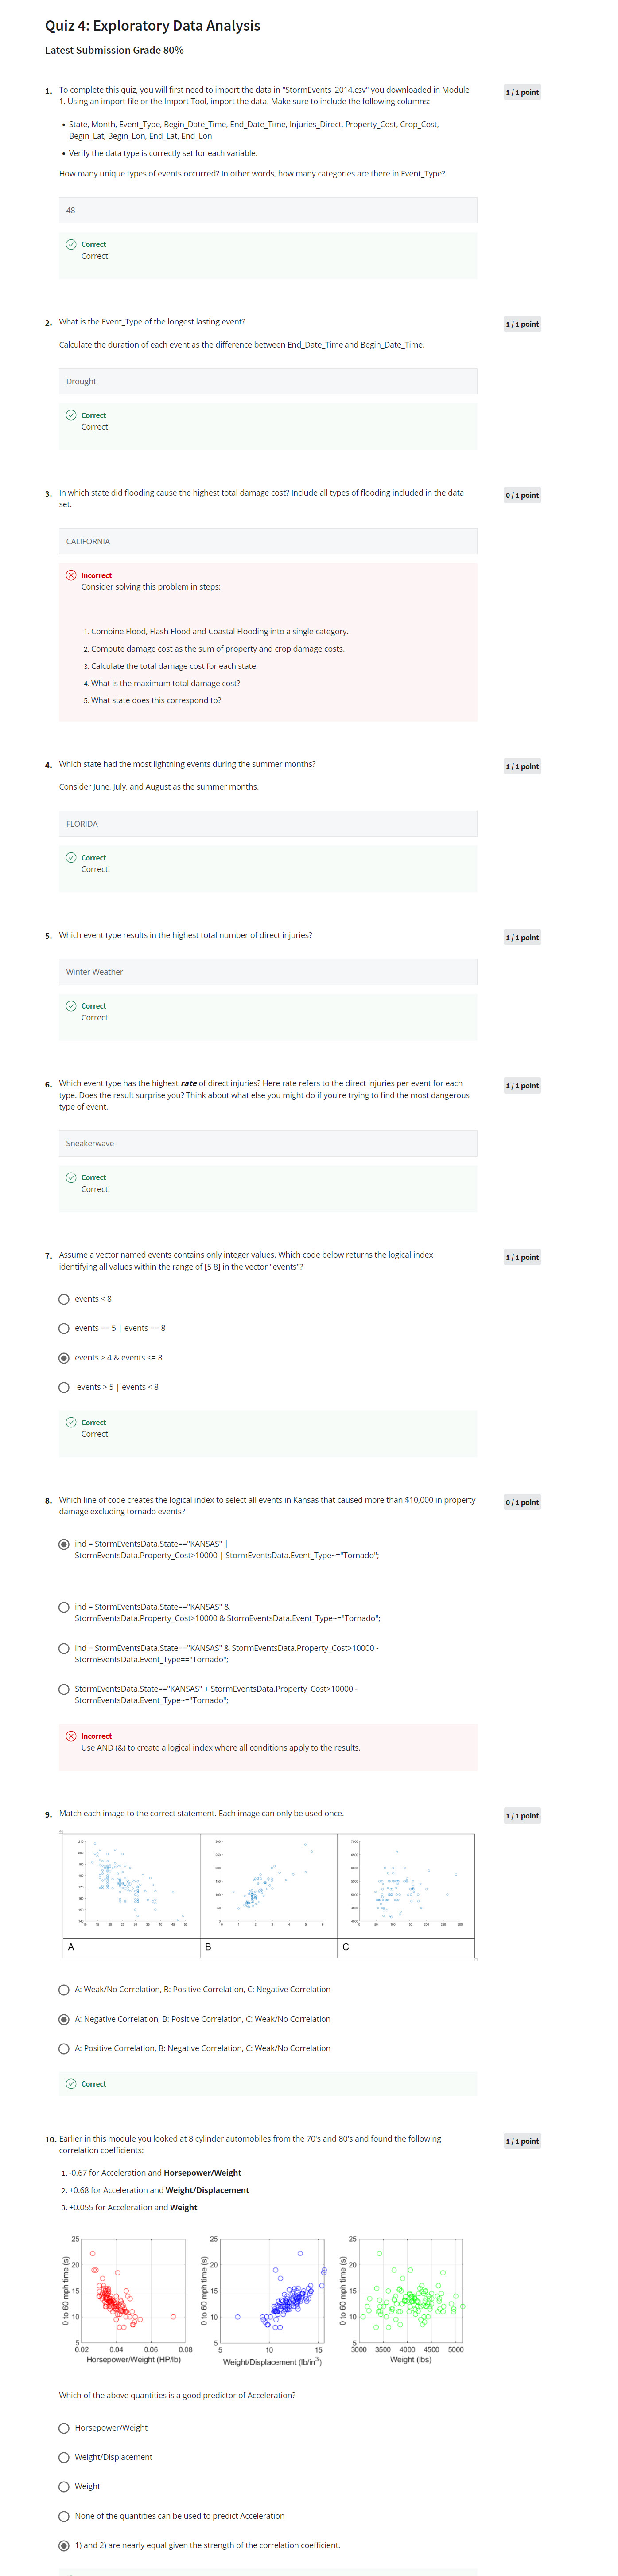 Quiz 4: Exploratory Data Analysis
Latest Submission Grade 80%
1. To complete this quiz, you will first need to import the data in "StormEvents_2014.csv" you downloaded in Module
1. Using an import file or the Import Tool, import the data. Make sure to include the following columns:
1 / 1 point
• State, Month, Event_Type, Begin_Date_Time, End_Date_Time, Injuries_Direct, Property_Cost, Crop_Cost,
Begin_Lat, Begin_Lon, End_Lat, End_Lon
• Verify the data type is correctly set for each variable.
How many unique types of events occurred? In other words, how many categories are there in Event_Type?
48
Correct
Correct!
2. What is the Event_Type of the longest lasting event?
1 / 1 point
Calculate the duration of each event as the difference between End_Date_Time and Begin_Date_Time.
Drought
Correct
Correct!
3. In which state did flooding cause the highest total damage cost? Include all types of flooding included in the data
set.
0 / 1 point
CALIFORNIA
Incorrect
Consider solving this problem in steps:
1. Combine Flood, Flash Flood and Coastal Flooding into a single category.
2. Compute damage cost as the sum of property and crop damage costs.
3. Calculate the total damage cost for each state.
4. What is the maximum total damage cost?
5. What state does this correspond to?
4. Which state had the most lightning events during the summer months?
1 / 1 point
Consider June, July, and August as the summer months.
FLORIDA
Correct
Correct!
5. Which event type results in the highest total number of direct injuries?
1 / 1 point
Winter Weather
Correct
Correct!
6. Which event type has the highest rate of direct injuries? Here rate refers to the direct injuries per event for each
type. Does the result surprise you? Think about what else you might do if you're trying to find the most dangerous
type of event.
1 / 1 point
Sneakerwave
Correct
Correct!
7. Assume a vector named events contains only integer values. Which code below returns the logical index
identifying all values within the range of [5 8] in the vector "events"?
1 / 1 point
events < 8
events == 5 | events == 8
events > 4 & events <= 8
events > 5 | events < 8
Correct
Correct!
8. Which line of code creates the logical index to select all events in Kansas that caused more than $10,000 in property
damage excluding tornado events?
0 / 1 point
ind = StormEventsData.State=="KANSAS" |
StormEventsData.Property_Cost>10000 | StormEventsData.Event_Type~="Tornado";
ind = StormEventsData.State=="KANSAS" &
StormEventsData.Property_Cost>10000 & StormEventsData.Event_Type~="Tornado";
ind = StormEventsData.State=="KANSAS" & StormEventsData.Property_Cost>10000 -
StormEventsData.Event_Type=="Tornado";
StormEventsData.State=="KANSAS" + StormEventsData.Property_Cost>10000 -
StormEventsData.Event_Type~="Tornado";
Incorrect
Use AND (&) to create a logical index where all conditions apply to the results.
9. Match each image to the correct statement. Each image can only be used once.
1 / 1 point
A B C
A: Weak/No Correlation, B: Positive Correlation, C: Negative Correlation
A: Negative Correlation, B: Positive Correlation, C: Weak/No Correlation
A: Positive Correlation, B: Negative Correlation, C: Weak/No Correlation
Correct
10. Earlier in this module you looked at 8 cylinder automobiles from the 70's and 80's and found the following
correlation coefficients:
1 / 1 point
1. -0.67 for Acceleration and Horsepower/Weight
2. +0.68 for Acceleration and Weight/Displacement
3. +0.055 for Acceleration and Weight
25 20 15 10 5
0 to 60 mph time (s)
0.02 0.04 0.06 0.08
Horsepower/Weight (HP/lb)
25 20 15 10 5
0 to 60 mph time (s)
5 10 15
Weight/Displacement (lb/in³)
25 20 15 10 5
0 to 60 mph time (s)
3000 3500 4000 4500 5000
Weight (lbs)
Which of the above quantities is a good predictor of Acceleration?
Horsepower/Weight
Weight/Displacement
Weight
None of the quantities can be used to predict Acceleration
1) and 2) are nearly equal given the strength of the correlation coefficient.